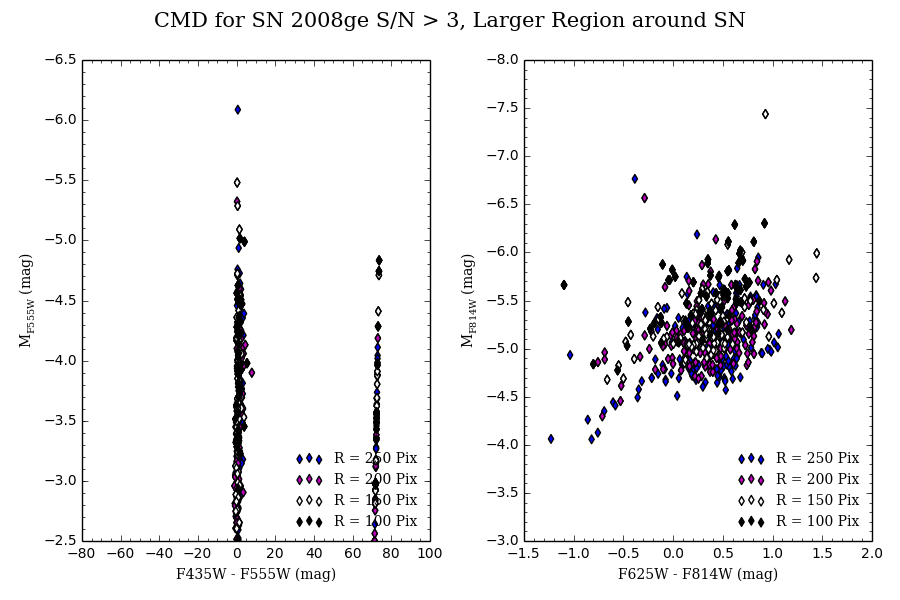 CMD for SN 2008ge S/N > 3, Larger Region around SN
−6.5
−6.0
−5.5
−5.0
−4.5
−4.0
−3.5
−3.0
−2.5
M_F555W (mag)
−80 −60 −40 −20 0 20 40 60 80 100
F435W - F555W (mag)
R = 250 Pix
R = 200 Pix
R = 150 Pix
R = 100 Pix
−8.0
−7.5
−7.0
−6.5
−6.0
−5.5
−5.0
−4.5
−4.0
−3.5
−3.0
M_F814W (mag)
−1.5 −1.0 −0.5 0.0 0.5 1.0 1.5 2.0
F625W - F814W (mag)
R = 250 Pix
R = 200 Pix
R = 150 Pix
R = 100 Pix